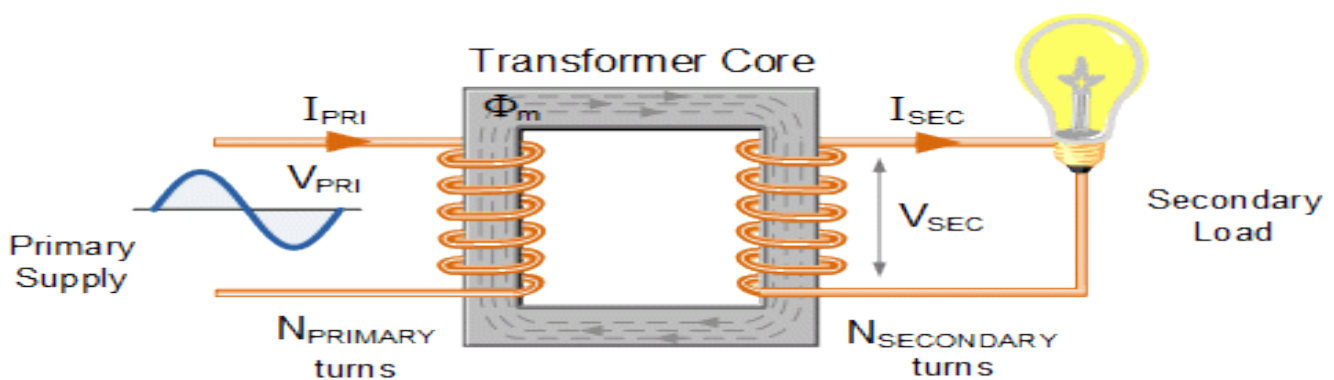 Transformer Core
Φm
IPRI
ISEC
VPRI
VSEC
Primary
Supply
Secondary
Load
NPRIMARY
turns
NSECONDARY
turns